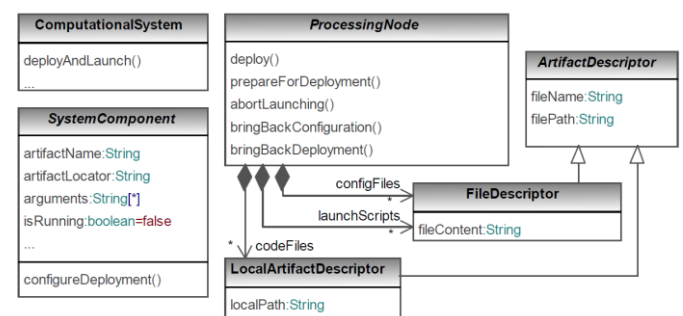 ComputationalSystem
deployAndLaunch()
...
SystemComponent
artifactName:String
artifactLocator:String
arguments:String[*]
isRunning:boolean=false
...
configureDeployment()
ProcessingNode
deploy()
prepareForDeployment()
abortLaunching()
bringBackConfiguration()
bringBackDeployment()
ArtifactDescriptor
fileName:String
filePath:String
configFiles
*
launchScripts
*
FileDescriptor
fileContent:String
* codeFiles
LocalArtifactDescriptor
localPath:String